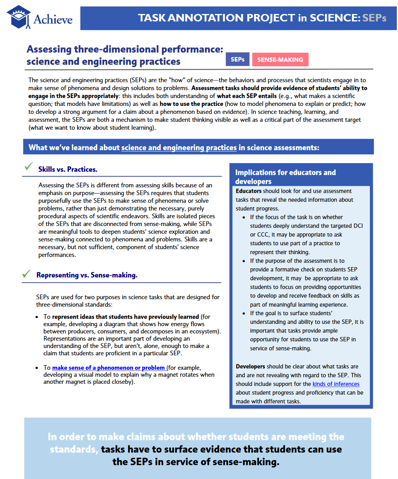 Achieve
TASK ANNOTATION PROJECT in SCIENCE: SEPs
Assessing three-dimensional performance:
science and engineering practices
SEPs
SENSE-MAKING
The science and engineering practices (SEPs) are the "how" of science—the behaviors and processes that scientists engage in to
make sense of phenomena and design solutions to problems. Assessment tasks should provide evidence of students' ability to
engage in the SEPs appropriately: this includes both understanding of what each SEP entails (e.g., what makes a scientific
question; that models have limitations) as well as how to use the practice (how to model phenomena to explain or predict; how
to develop a strong argument for a claim about a phenomenon based on evidence). In science teaching, learning, and
assessment, the SEPs are both a mechanism to make student thinking visible as well as a critical part of the assessment target
(what we want to know about student learning).
What we've learned about science and engineering practices in science assessments:
Skills vs. Practices.
Assessing the SEPs is different from assessing skills because of an
emphasis on purpose—assessing the SEPs requires that students
purposefully use the SEPs to make sense of phenomena or solve
problems, rather than just demonstrating the necessary, purely
procedural aspects of scientific endeavors. Skills are isolated pieces
of the SEPs that are disconnected from sense-making, while SEPs
are meaningful tools to deepen students' science exploration and
sense-making connected to phenomena and problems. Skills are a
necessary, but not sufficient, component of students' science
performances.
Representing vs. Sense-making.
SEPs are used for two purposes in science tasks that are designed for
three-dimensional standards:
• To represent ideas that students have previously learned (for
example, developing a diagram that shows how energy flows
between producers, consumers, and decomposers in an ecosystem).
Representations are an important part of developing an
understanding of the SEP, but aren't, alone, enough to make a
claim that students are proficient in a particular SEP.
• To make sense of a phenomenon or problem (for example,
developing a visual model to explain why a magnet rotates when
another magnet is placed closeby).
Implications for educators and
developers
Educators should look for and use assessment
tasks that reveal the needed information about
student progress.
• If the focus of the task is on whether
students deeply understand the targeted DCI
or CCC, it may be appropriate to ask
students to use part of a practice to
represent their thinking.
• If the purpose of the assessment is to
provide a formative check on students SEP
development, it may be appropriate to ask
students to focus on providing opportunities
to develop and receive feedback on skills as
part of meaningful learning experience.
• If the goal is to surface students'
understanding and ability to use the SEP, it is
important that tasks provide ample
opportunity for students to use the SEP in
service of sense-making.
Developers should be clear about what tasks are
and are not revealing with regard to the SEP. This
should include support for the kinds of inferences
about student progress and proficiency that can be
made with different tasks.
In order to make claims about whether students are meeting the
standards, tasks have to surface evidence that students can use
the SEPs in service of sense-making.